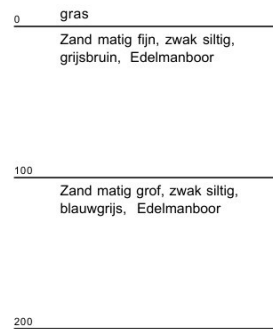 0 gras
Zand matig fijn, zwak siltig,
grijsbruin, Edelmanboor
100
Zand matig grof, zwak siltig,
blauwgrijs, Edelmanboor
200